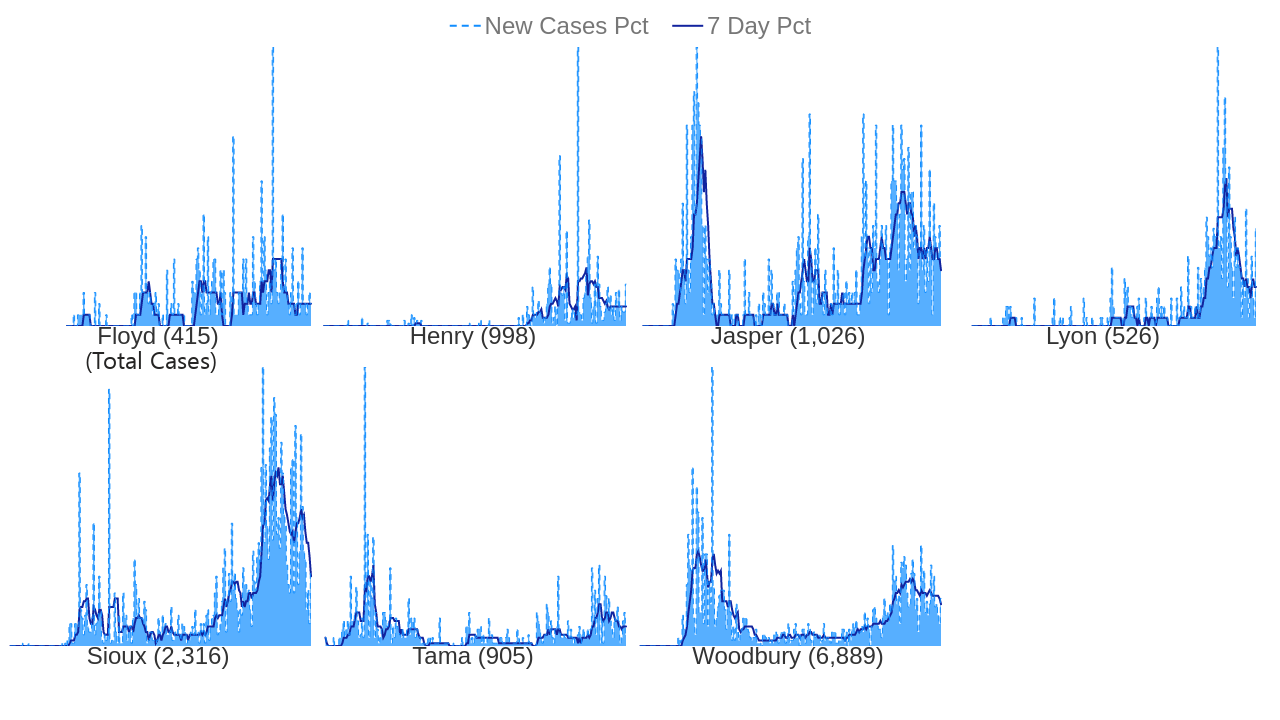 New Cases Pct 7 Day Pct
Floyd (415) Henry (998) Jasper (1,026) Lyon (526)
(Total Cases)
Sioux (2,316) Tama (905) Woodbury (6,889)